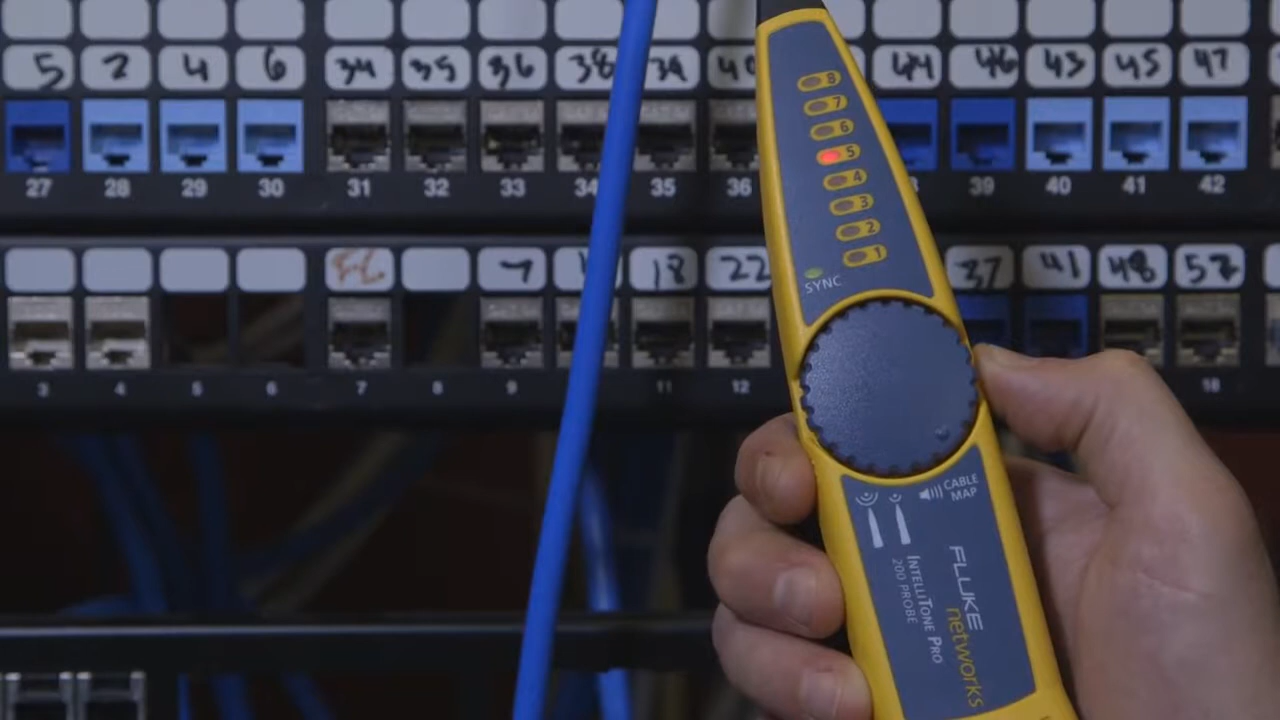 5 2 4 6 34 35 36 38 39 40 44 46 43 45 47
27 28 29 30 31 32 33 34 35 36 39 40 41 42
7 18 22 37 41 48 52
3 4 5 6 7 8 9 11 12 18
8
7
6
5
4
3
2
1
SYNC
CABLE
MAP
FLUKE
networks
INTELLITONE PRO
200 PROBE